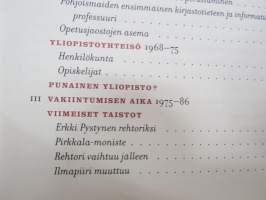 Pohjoismaiden ensimmäinen kirjastotieteen ja informa
professuuri
Opetusjaostojen asema
YLIOPISTOYHTEISÖ 1968–75
Henkilökunta
Opiskelijat
PUNAINEN YLIOPISTO?
III VAKIINTUMISEN AIKA 1975–86
VIIMEISET TAISTOT
Erkki Pystynen rehtoriksi
Pirkkala-moniste
Rehtori vaihtuu jälleen
Ilmapiiri muuttuu